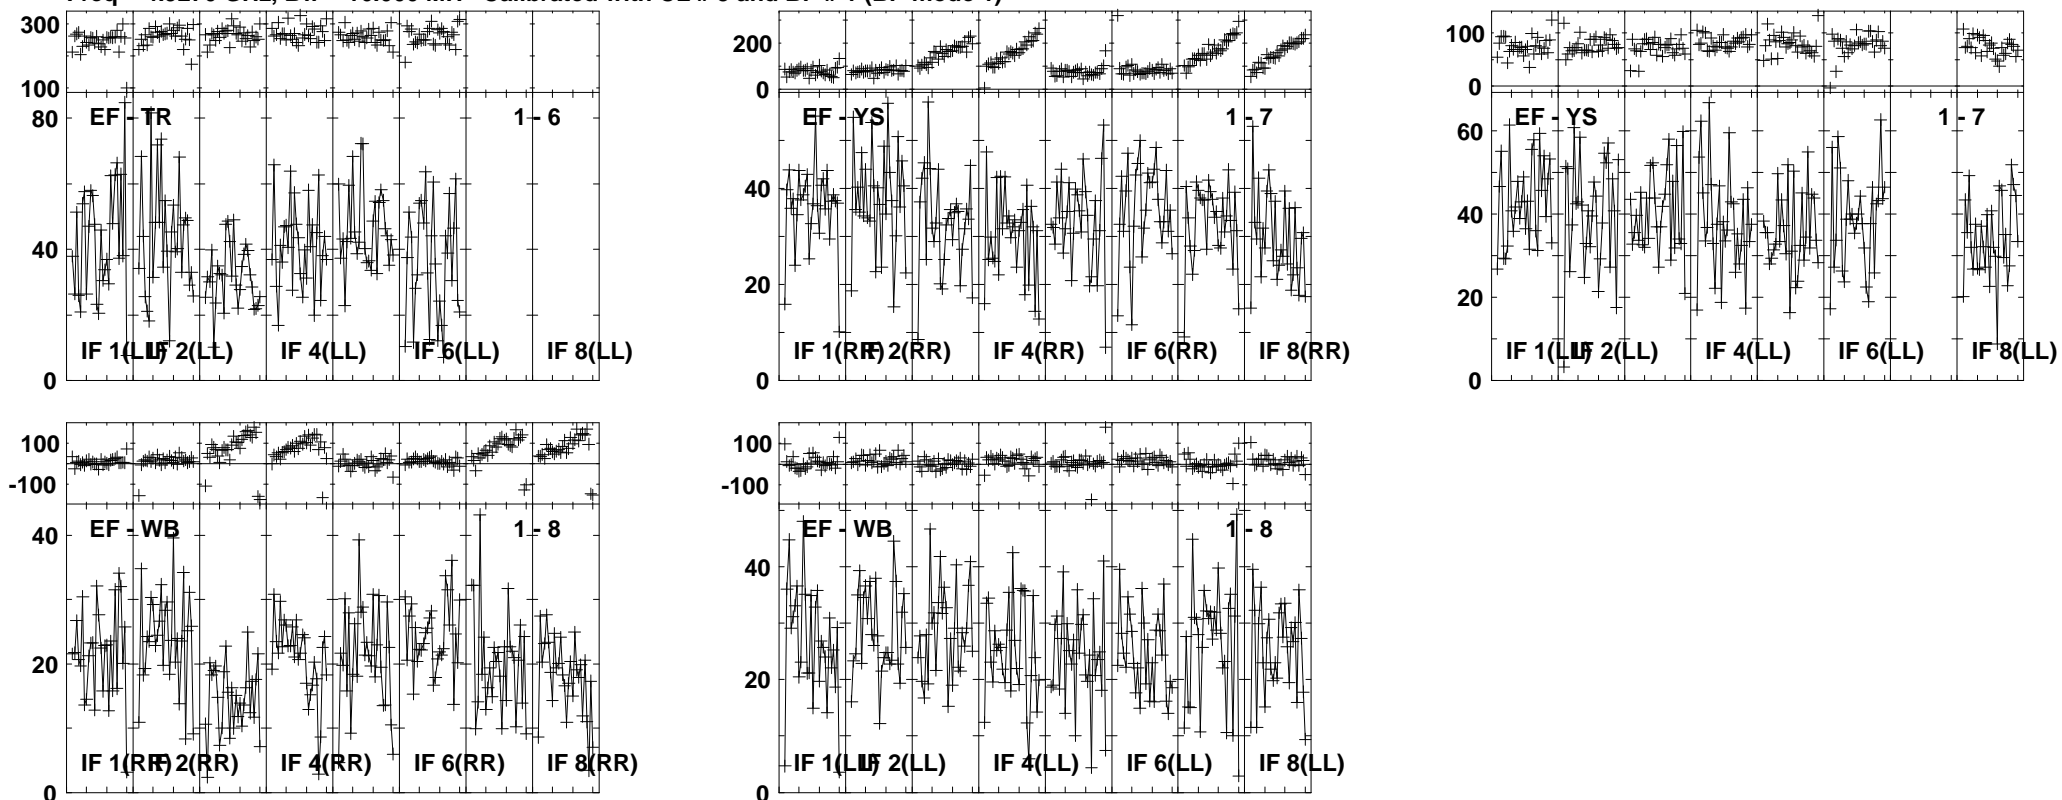 300
100
80
40
0
EF - TR
1 - 6
IF 1(LL)
IF 2(LL)
IF 4(LL)
IF 6(LL)
IF 8(LL)
200
0
40
20
0
EF - YS
1 - 7
IF 1(RR)
IF 2(RR)
IF 4(RR)
IF 6(RR)
IF 8(RR)
100
0
60
40
20
0
EF - YS
1 - 7
IF 1(LL)
IF 2(LL)
IF 4(LL)
IF 6(LL)
IF 8(LL)
100
-100
40
20
0
EF - WB
1 - 8
IF 1(RR)
IF 2(RR)
IF 4(RR)
IF 6(RR)
IF 8(RR)
100
-100
40
20
0
EF - WB
1 - 8
IF 1(LL)
IF 2(LL)
IF 4(LL)
IF 6(LL)
IF 8(LL)